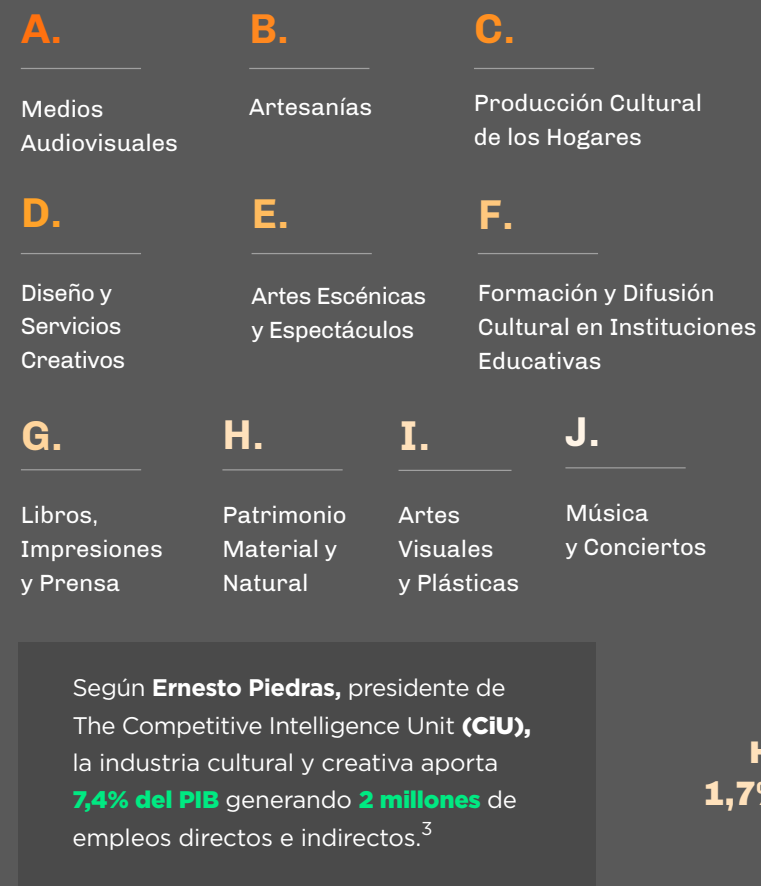 A.
Medios
Audiovisuales
B.
Artesanías
C.
Producción Cultural
de los Hogares
D.
Diseño y
Servicios
Creativos
E.
Artes Escénicas
y Espectáculos
F.
Formación y Difusión
Cultural en Instituciones
Educativas
G.
Libros,
Impresiones
y Prensa
H.
Patrimonio
Material y
Natural
I.
Artes
Visuales
y Plásticas
J.
Música
y Conciertos
Según Ernesto Piedras, presidente de
The Competitive Intelligence Unit (CiU),
la industria cultural y creativa aporta
7,4% del PIB generando 2 millones de
empleos directos e indirectos.3
H
1,7%